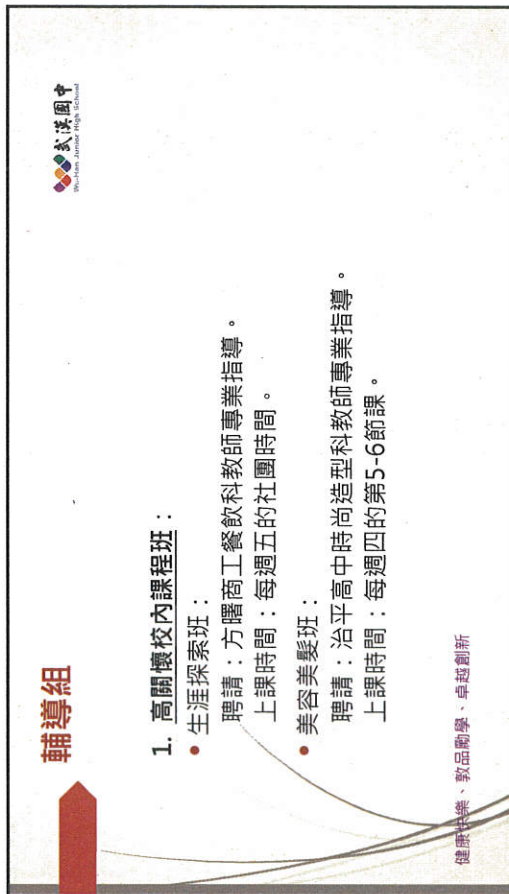 武漢國中
Wu-Han Junior High School
輔導組
1. 高關懷校內課程班：
• 生涯探索班：
聘請：方曙商工餐飲科教師專業指導。
上課時間：每週五的社團時間。
• 美容美髮班：
聘請：治平高中時尚造型科教師專業指導。
上課時間：每週四的第5-6節課。
健康快樂、敦品勵學、卓越創新